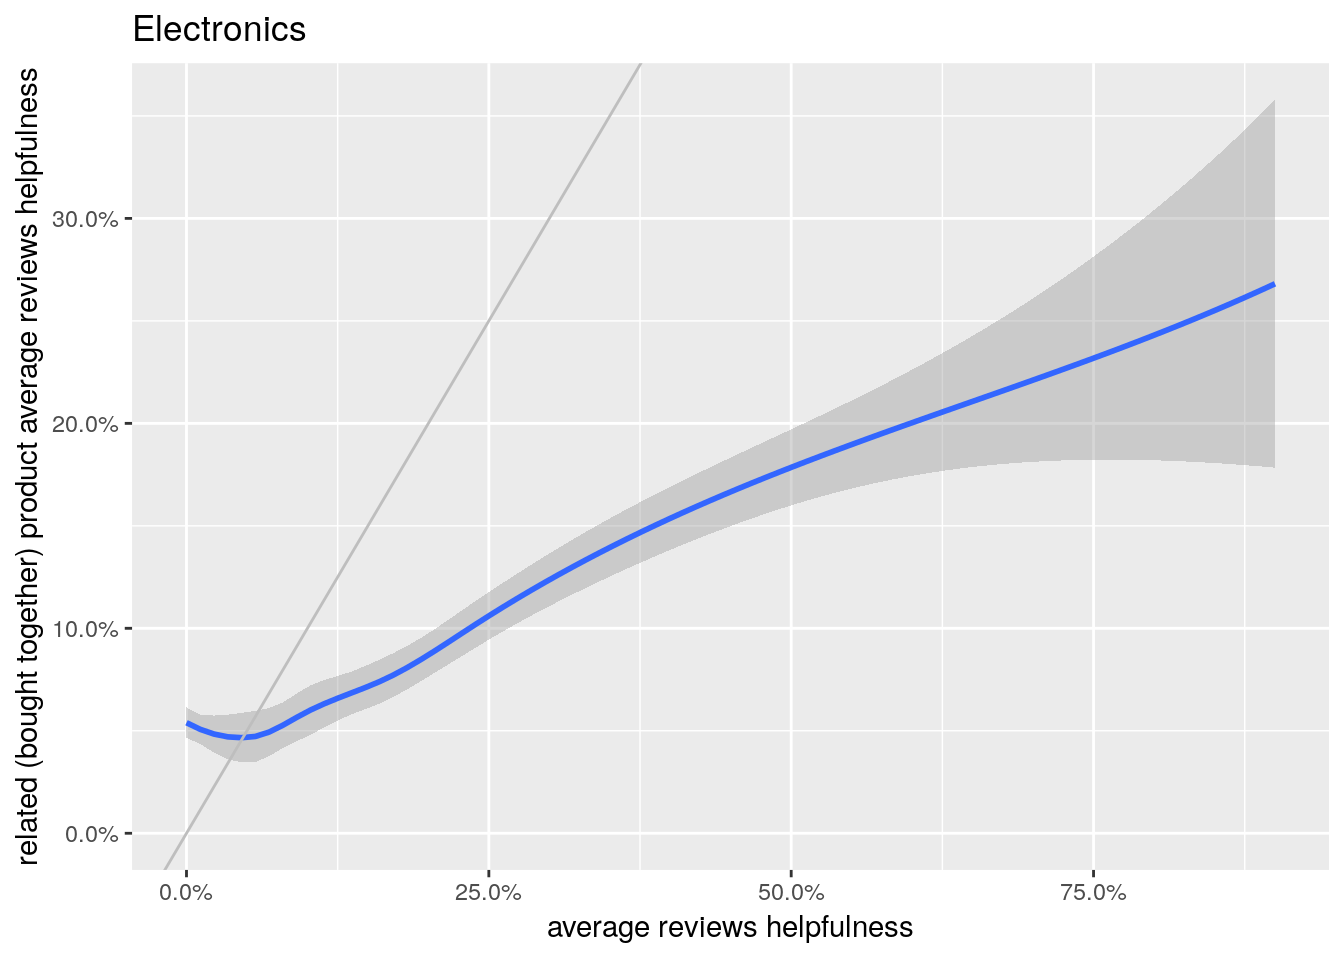 Electronics
related (bought together) product average reviews helpfulness
30.0%
20.0%
10.0%
0.0%
0.0% 25.0% 50.0% 75.0%
average reviews helpfulness